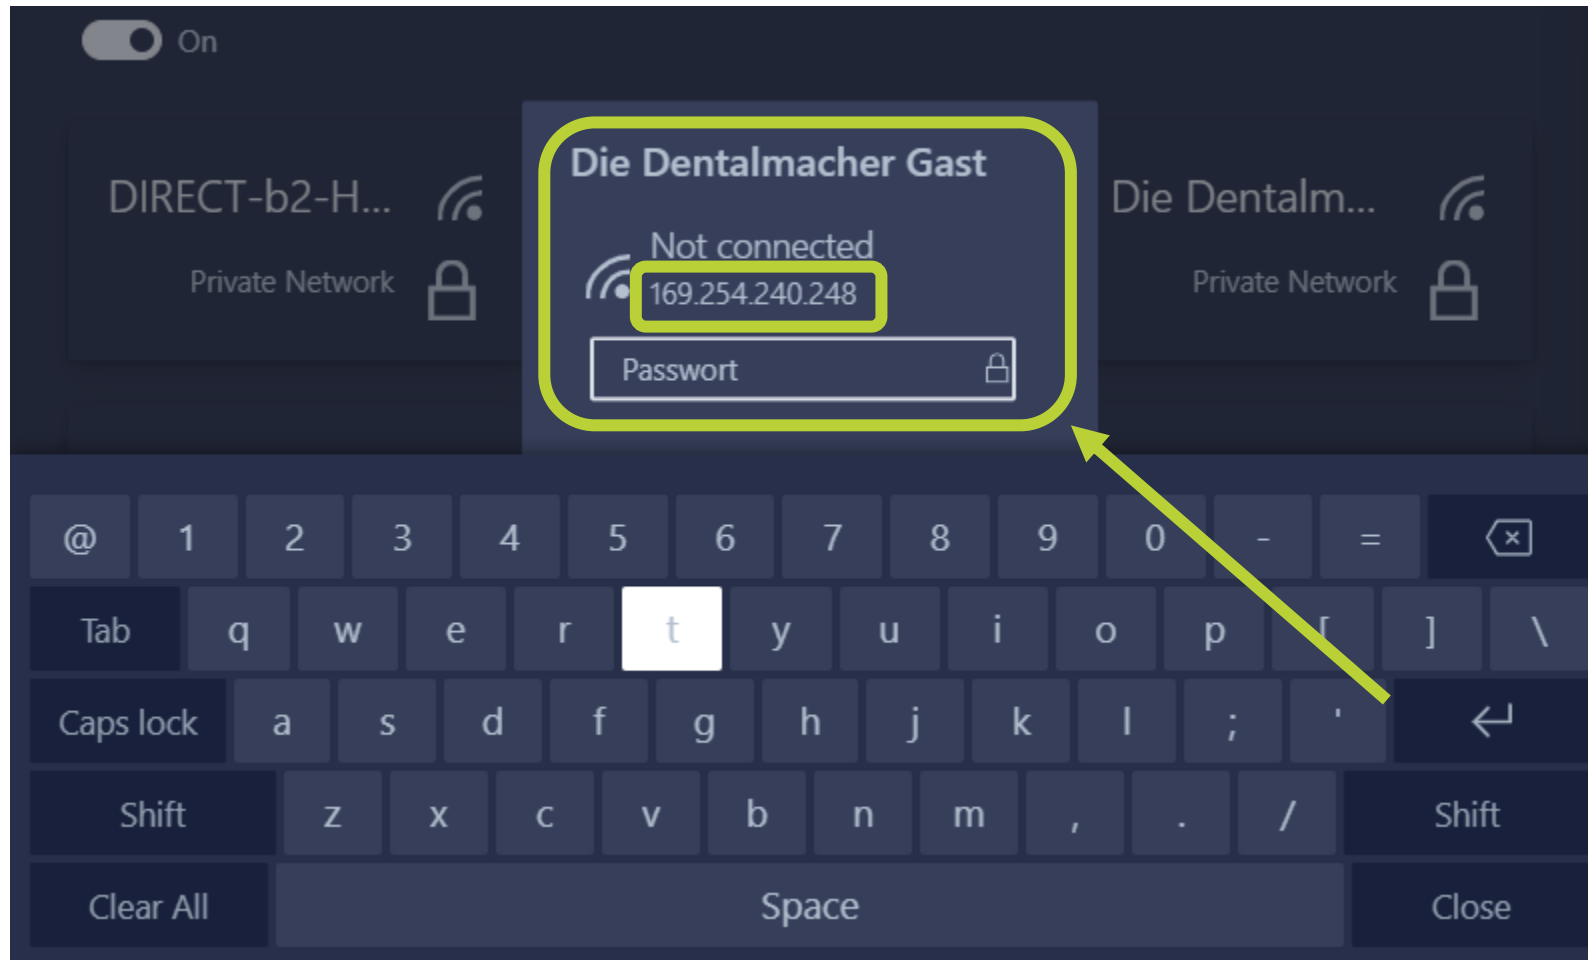 On
DIRECT-b2-H...
Private Network
Die Dentalmacher Gast
Not connected
169.254.240.248
Passwort
Die Dentalm...
Private Network
@ 1 2 3 4 5 6 7 8 9 0 - =
Tab q w e r t y u i o p [ ] \
Caps lock a s d f g h j k l ; '
Shift z x c v b n m , . / Shift
Clear All Space Close